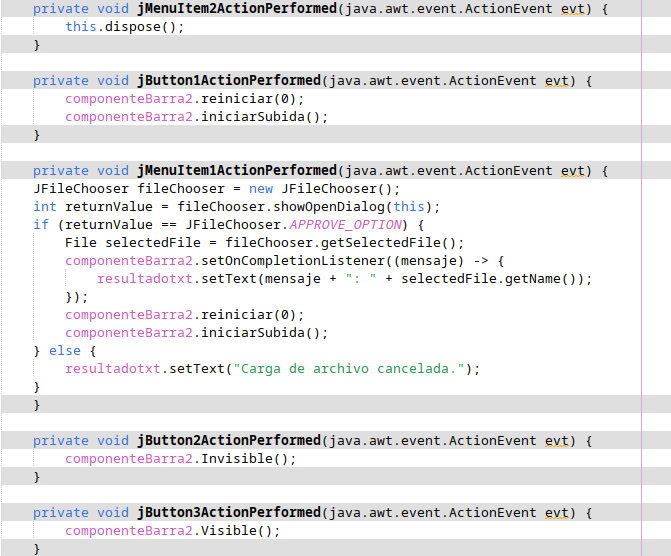 private void jMenuItem2ActionPerformed(java.awt.event.ActionEvent evt) {
this.dispose();
}
private void jButton1ActionPerformed(java.awt.event.ActionEvent evt) {
componenteBarra2.reiniciar(0);
componenteBarra2.iniciarSubida();
}
private void jMenuItem1ActionPerformed(java.awt.event.ActionEvent evt) {
JFileChooser fileChooser = new JFileChooser();
int returnValue = fileChooser.showOpenDialog(this);
if (returnValue == JFileChooser.APPROVE_OPTION) {
File selectedFile = fileChooser.getSelectedFile();
componenteBarra2.setOnCompletionListener((mensaje) -> {
resultadotxt.setText(mensaje + ": " + selectedFile.getName());
});
componenteBarra2.reiniciar(0);
componenteBarra2.iniciarSubida();
} else {
resultadotxt.setText("Carga de archivo cancelada.");
}
}
private void jButton2ActionPerformed(java.awt.event.ActionEvent evt) {
componenteBarra2.Invisible();
}
private void jButton3ActionPerformed(java.awt.event.ActionEvent evt) {
componenteBarra2.Visible();
}